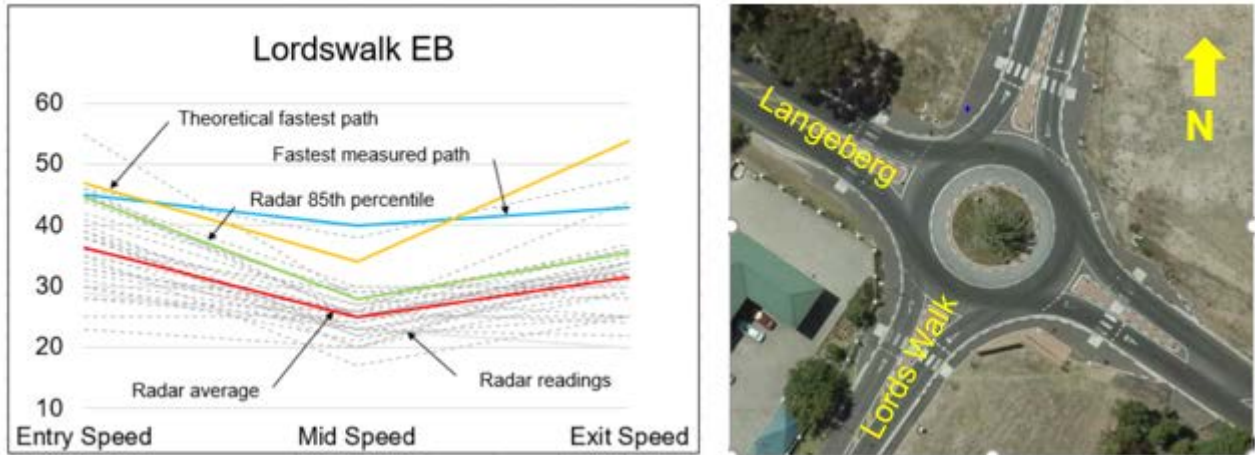 Lordswalk EB
60
Theoretical fastest path
50
Fastest measured path
Radar 85th percentile
40
30
20
Radar average
Radar readings
10
Entry Speed
Mid Speed
Exit Speed
Langeberg
N
Lords Walk